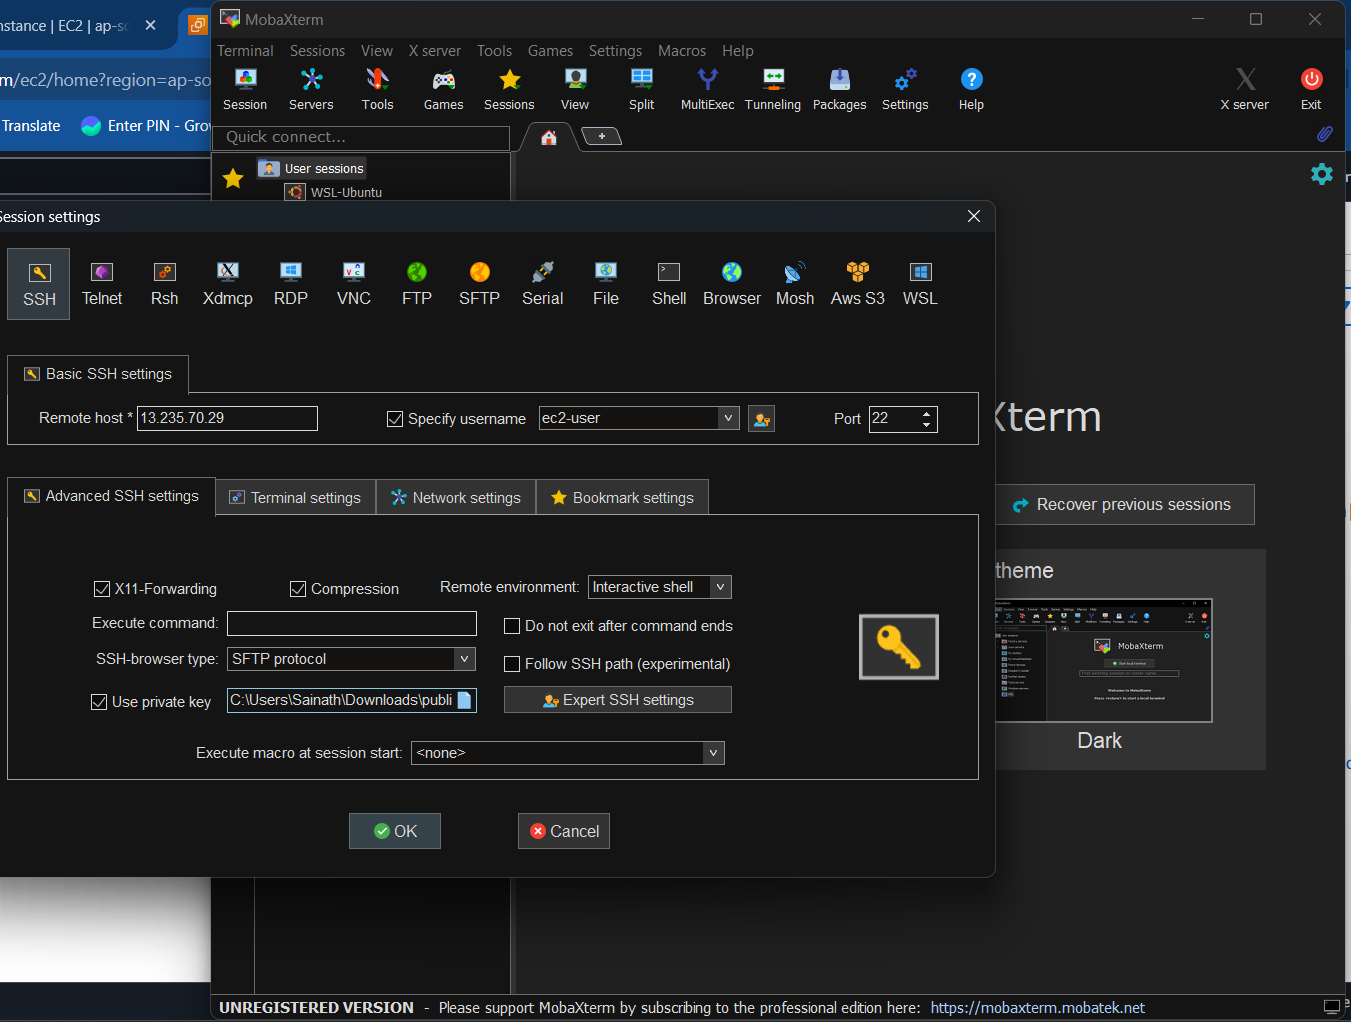 nstance | EC2 | ap-so
MobaXterm
Terminal Sessions View X server Tools Games Settings Macros Help
m/ec2/home?region=ap-so
Session Servers Tools Games Sessions View Split MultiExec Tunneling Packages Settings Help X server Exit
Translate Enter PIN - Grow
Quick connect...
User sessions
WSL-Ubuntu
Session settings
SSH Telnet Rsh Xdmcp RDP VNC FTP SFTP Serial File Shell Browser Mosh Aws S3 WSL
Basic SSH settings
Remote host * 13.235.70.29 Specify username ec2-user Port 22
Xterm
Advanced SSH settings Terminal settings Network settings Bookmark settings
Recover previous sessions
theme
X11-Forwarding Compression Remote environment: Interactive shell
Execute command: Do not exit after command ends
SSH-browser type: SFTP protocol Follow SSH path (experimental)
Use private key C:\Users\Sainath\Downloads\publi Expert SSH settings
MobaXterm
Start local terminal
Dark
Execute macro at session start: <none>
OK Cancel
UNREGISTERED VERSION - Please support MobaXterm by subscribing to the professional edition here: https://mobaxterm.mobatek.net